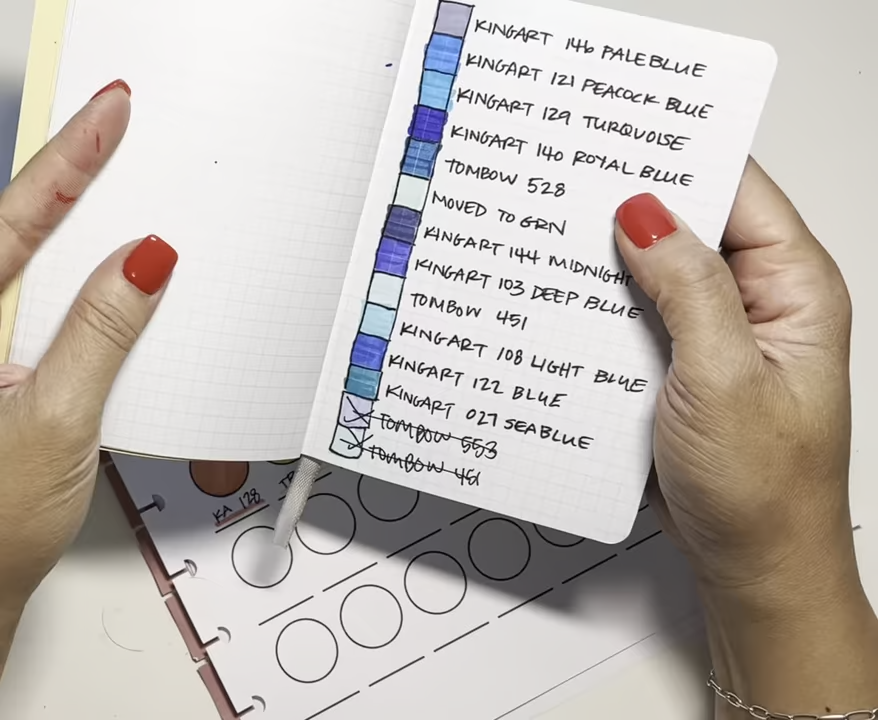 KINGART 146 PALE BLUE
KINGART 121 PEACOCK BLUE
KINGART 129 TURQUOISE
KINGART 140 ROYAL BLUE
TOMBOW 528
MOVED TO GRN
KINGART 144 MIDNIGHT
KINGART 103 DEEP BLUE
TOMBOW 451
KINGART 108 LIGHT BLUE
KINGART 122 BLUE
KINGART 027 SEABLUE
TOMBOW 553
TOMBOW 451
KA 128